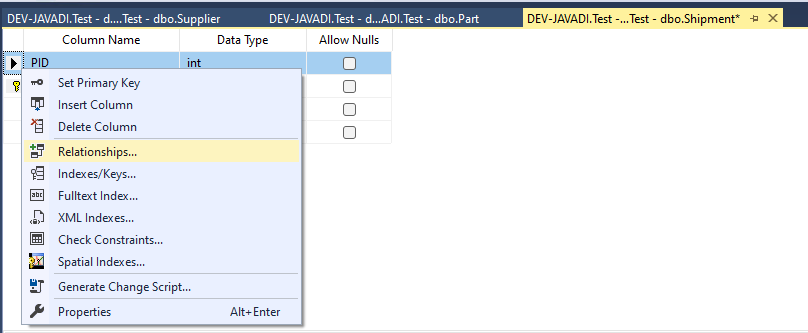 DEV-JAVADI.Test - d....Test - dbo.Supplier DEV-JAVADI.Test - d...ADI.Test - dbo.Part DEV-JAVADI.Test -...Test - dbo.Shipment*
Column Name Data Type Allow Nulls
PID int
Set Primary Key
Insert Column
Delete Column
Relationships...
Indexes/Keys...
Fulltext Index...
XML Indexes...
Check Constraints...
Spatial Indexes...
Generate Change Script...
Properties Alt+Enter